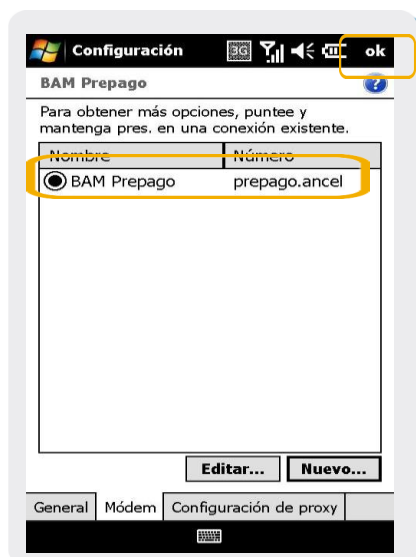 Configuración 3G ok
BAM Prepago
Para obtener más opciones, puntee y
mantenga pres. en una conexión existente.
Nombre Número
BAM Prepago prepago.ancel
Editar... Nuevo...
General Módem Configuración de proxy